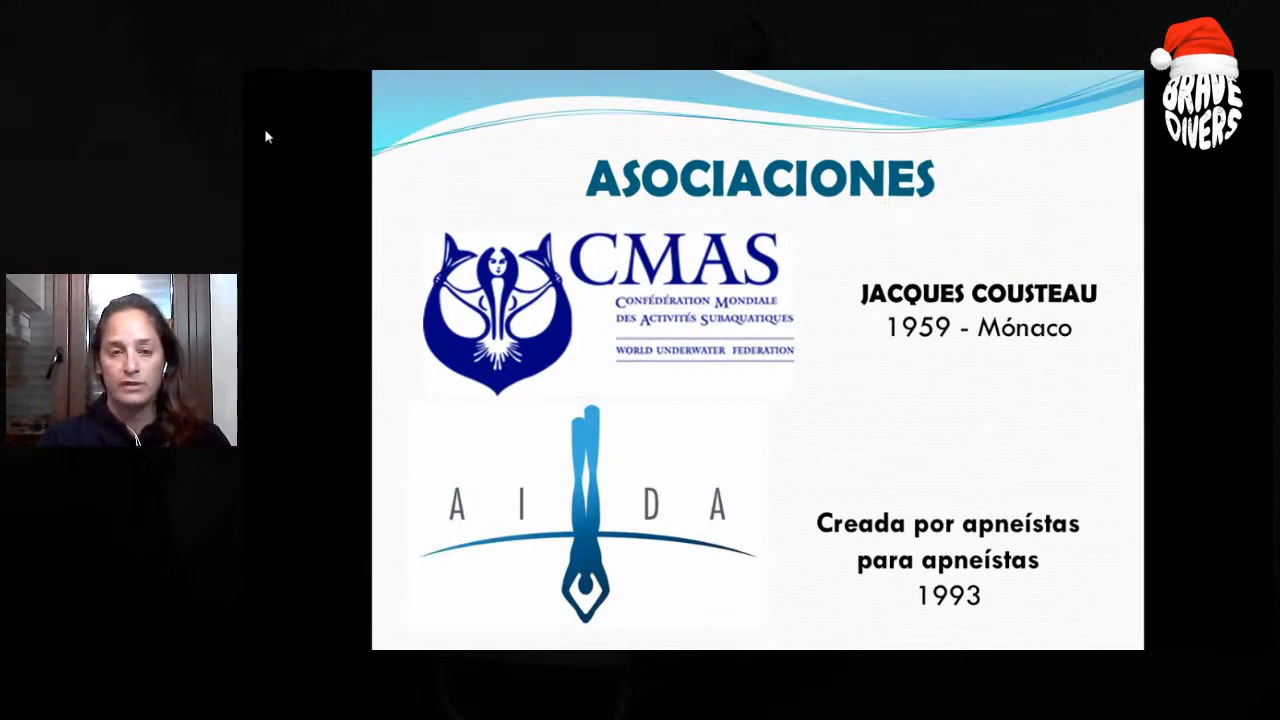 BRAVE
DIVERS
ASOCIACIONES
CMAS
CONFÉDÉRATION MONDIALE
DES ACTIVITÉS SUBAQUATIQUES
WORLD UNDERWATER FEDERATION
JACQUES COUSTEAU
1959 - Mónaco
A I D A
Creada por apneístas
para apneístas
1993